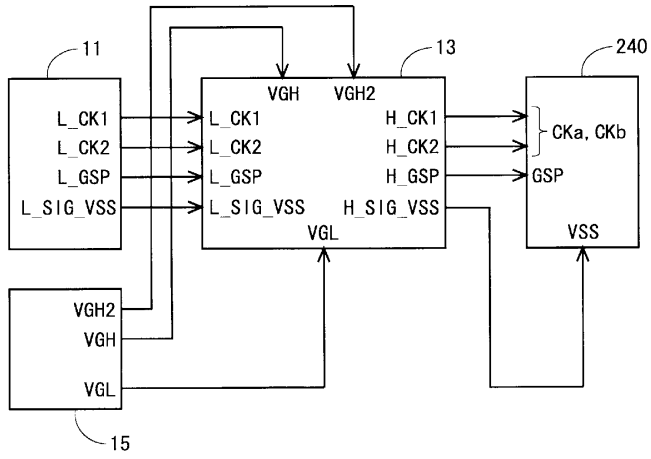 11
13
240
VGH
VGH2
L_CK1
L_CK2
L_GSP
L_SIG_VSS
L_CK1
L_CK2
L_GSP
L_SIG_VSS
H_CK1
H_CK2
H_GSP
H_SIG_VSS
VGL
CKa, CKb
GSP
VSS
VGH2
VGH
VGL
15